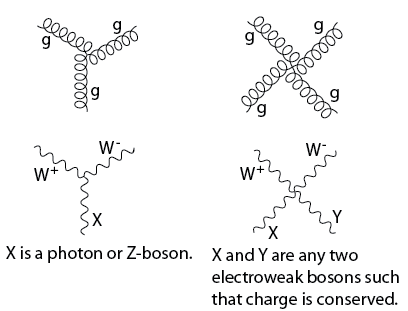 g
g
g
g
g
g
g
W+
W-
X
W+
W-
X
Y
X is a photon or Z-boson.
X and Y are any two
electroweak bosons such
that charge is conserved.